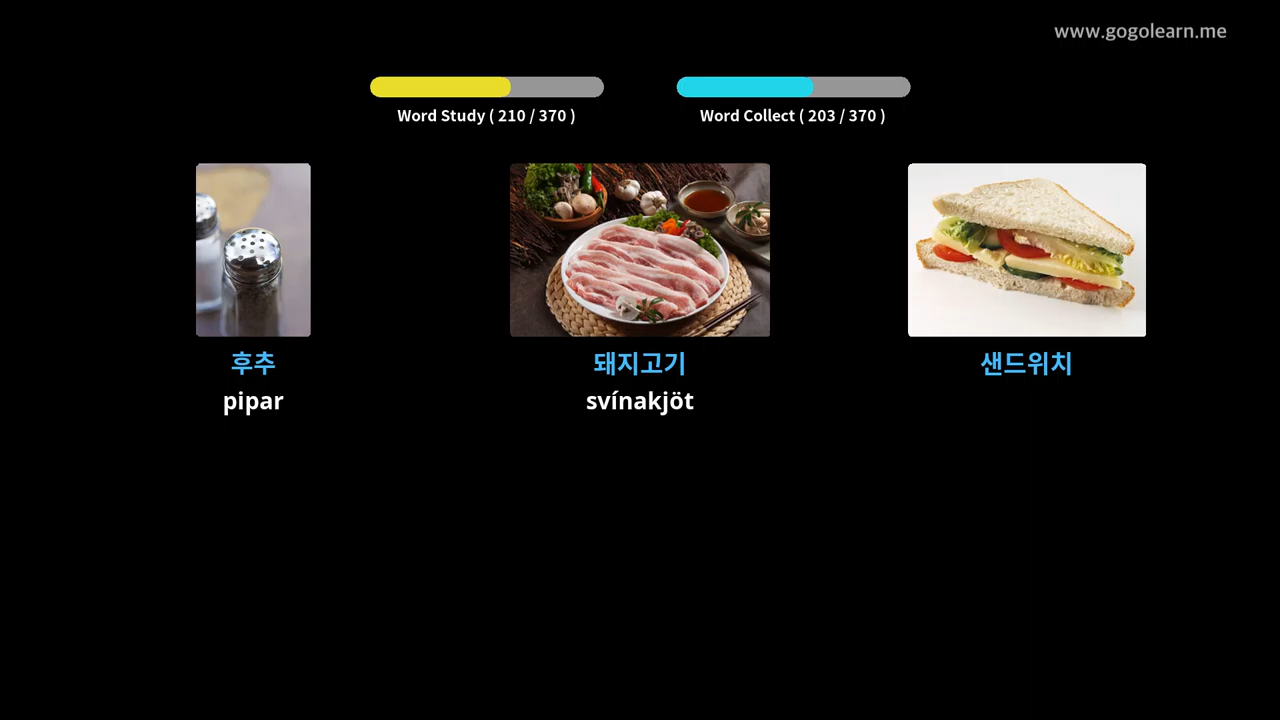 www.gogolearn.me
Word Study ( 210 / 370 )
Word Collect ( 203 / 370 )
후추
돼지고기
샌드위치
pipar
svínakjöt